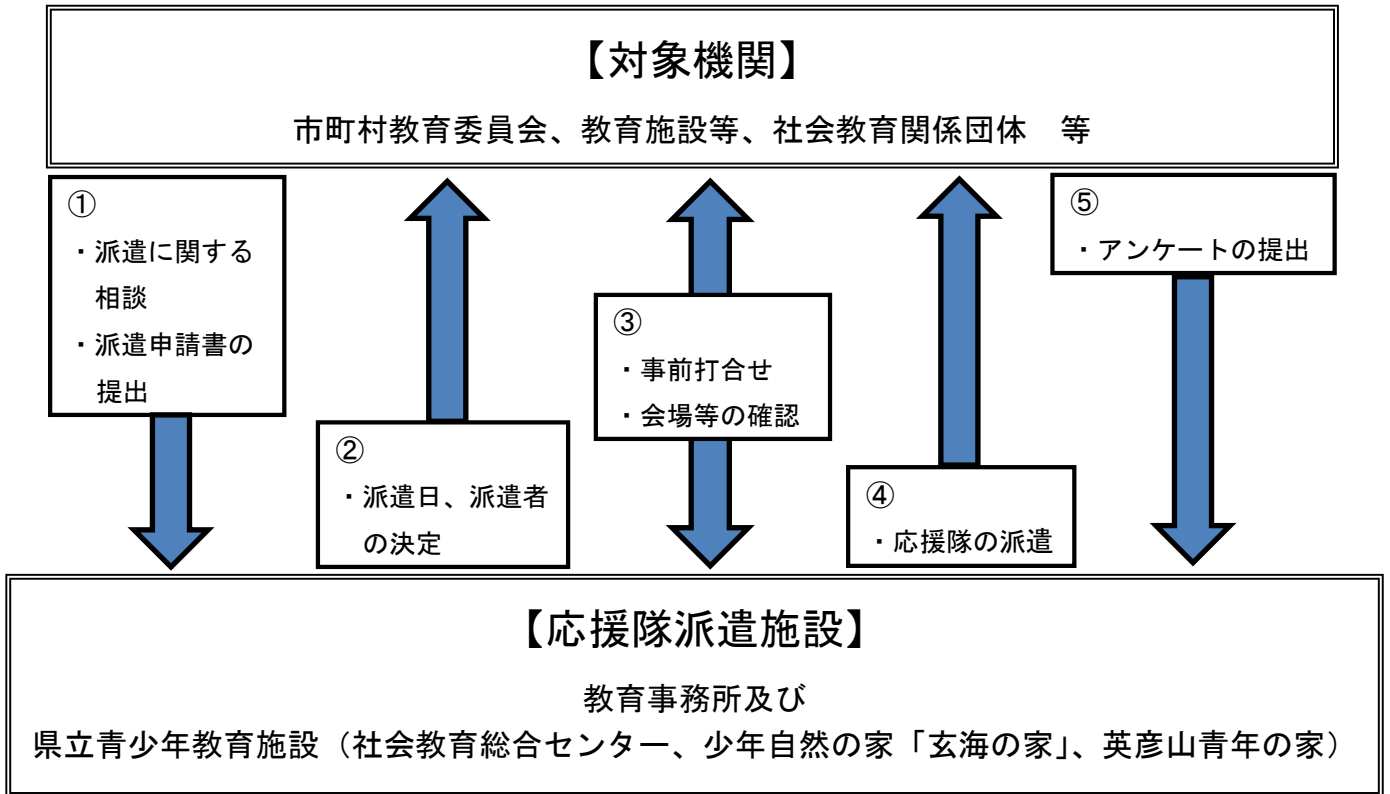 【対象機関】
市町村教育委員会、教育施設等、社会教育関係団体　等
①
・派遣に関する
相談
・派遣申請書の
提出
②
・派遣日、派遣者
の決定
③
・事前打合せ
・会場等の確認
④
・応援隊の派遣
⑤
・アンケートの提出
【応援隊派遣施設】
教育事務所及び
県立青少年教育施設（社会教育総合センター、少年自然の家「玄海の家」、英彦山青年の家）